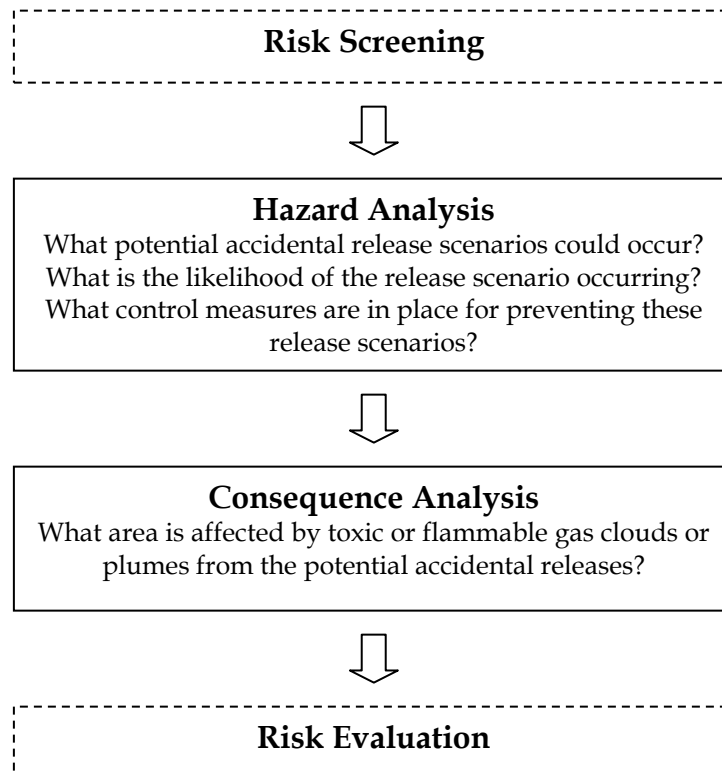 Risk Screening
Hazard Analysis
What potential accidental release scenarios could occur?
What is the likelihood of the release scenario occurring?
What control measures are in place for preventing these
release scenarios?
Consequence Analysis
What area is affected by toxic or flammable gas clouds or
plumes from the potential accidental releases?
Risk Evaluation